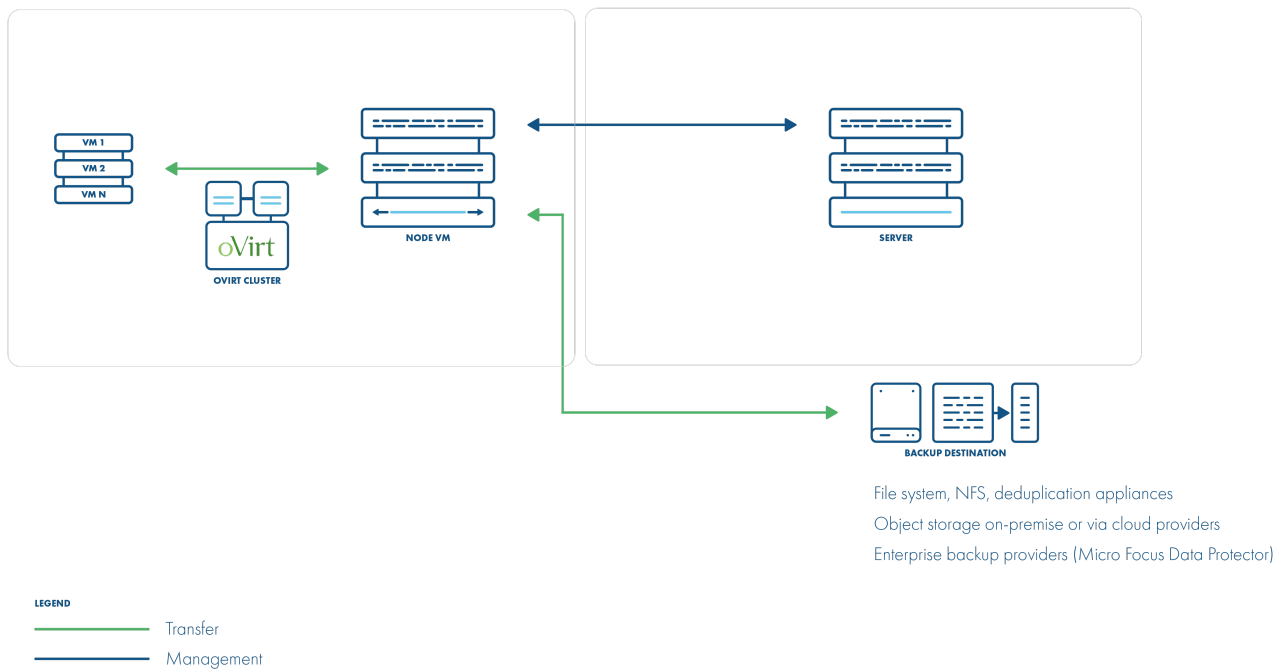 VM 1
VM 2
VM N
oVirt
OVIRT CLUSTER
NODE VM
SERVER
BACKUP DESTINATION
File system, NFS, deduplication appliances
Object storage on-premise or via cloud providers
Enterprise backup providers (Micro Focus Data Protector)
LEGEND
Transfer
Management